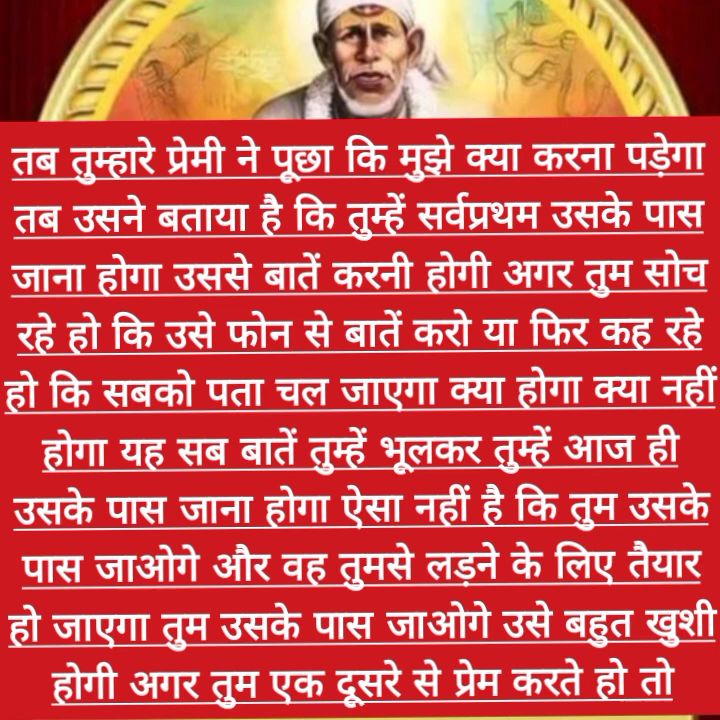 तब तुम्हारे प्रेमी ने पूछा कि मुझे क्या करना पड़ेगा
तब उसने बताया है कि तुम्हें सर्वप्रथम उसके पास
जाना होगा उससे बातें करनी होगी अगर तुम सोच
रहे हो कि उसे फोन से बातें करो या फिर कह रहे
हो कि सबको पता चल जाएगा क्या होगा क्या नहीं
होगा यह सब बातें तुम्हें भूलकर तुम्हें आज ही
उसके पास जाना होगा ऐसा नहीं है कि तुम उसके
पास जाओगे और वह तुमसे लड़ने के लिए तैयार
हो जाएगा तुम उसके पास जाओगे उसे बहुत खुशी
होगी अगर तुम एक दूसरे से प्रेम करते हो तो